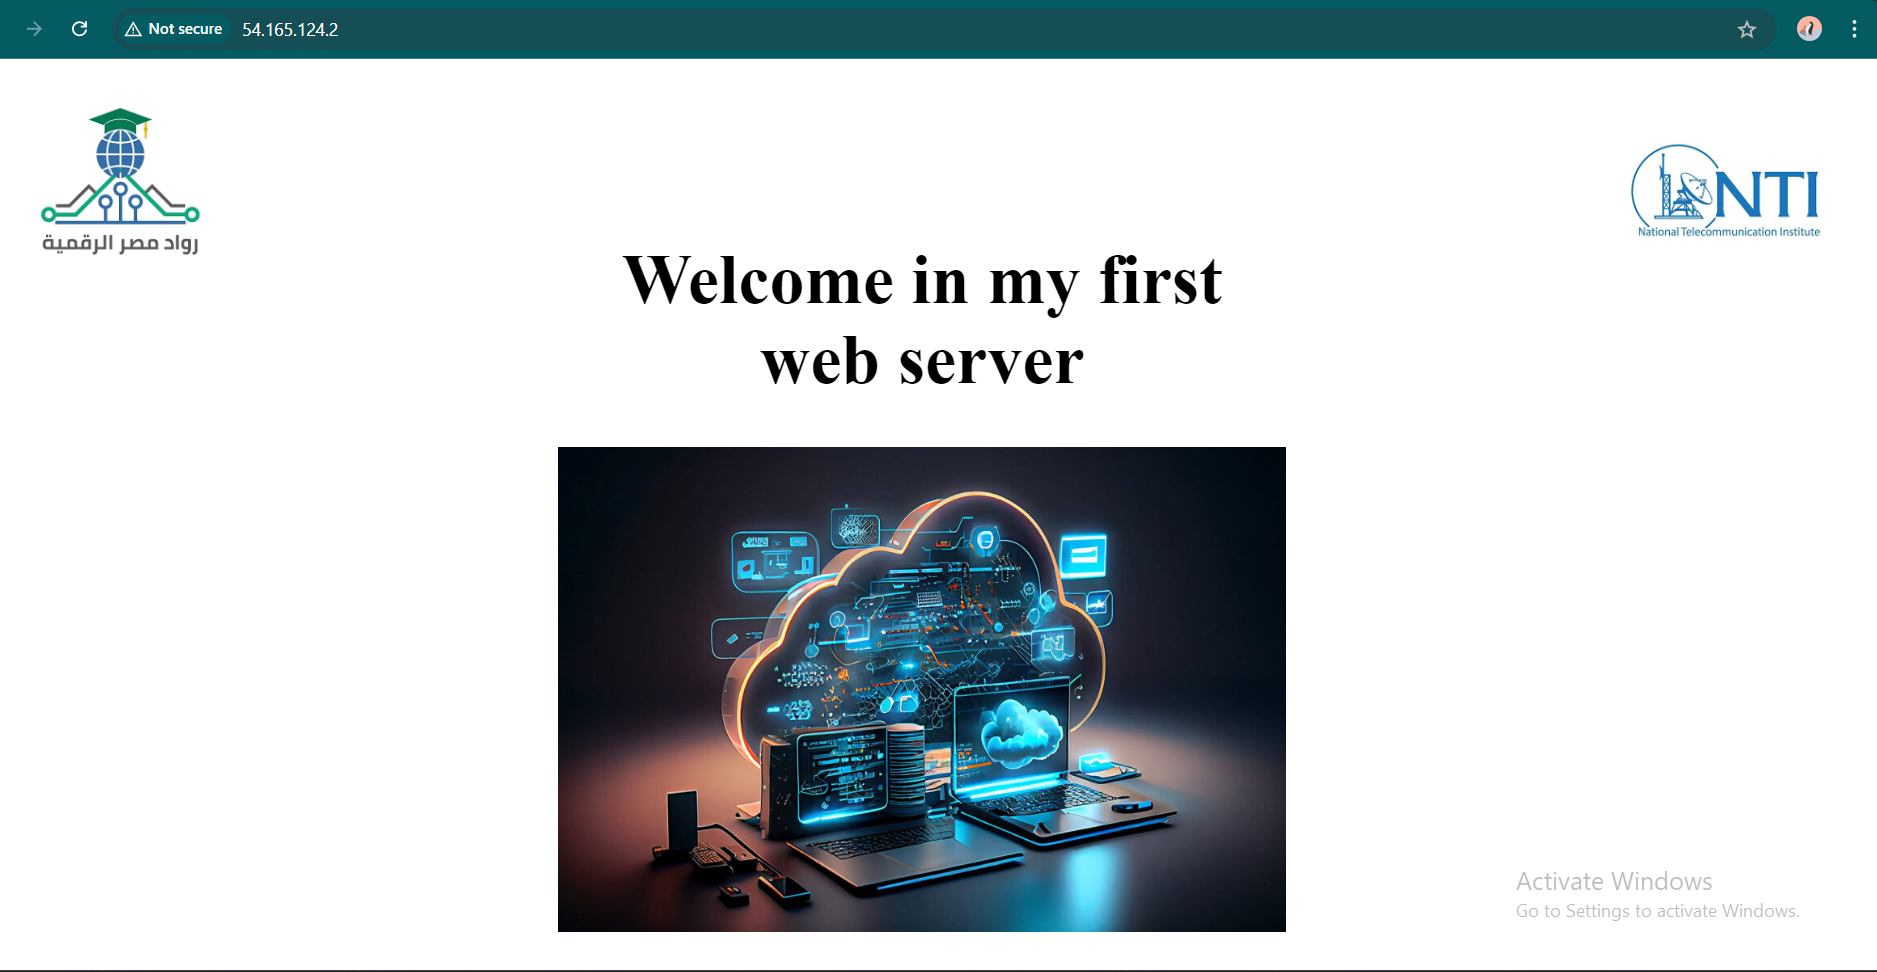 Not secure 54.165.124.2
رواد مصر الرقمية
NTI
National Telecommunication Institute
Welcome in my first
web server
Activate Windows
Go to Settings to activate Windows.